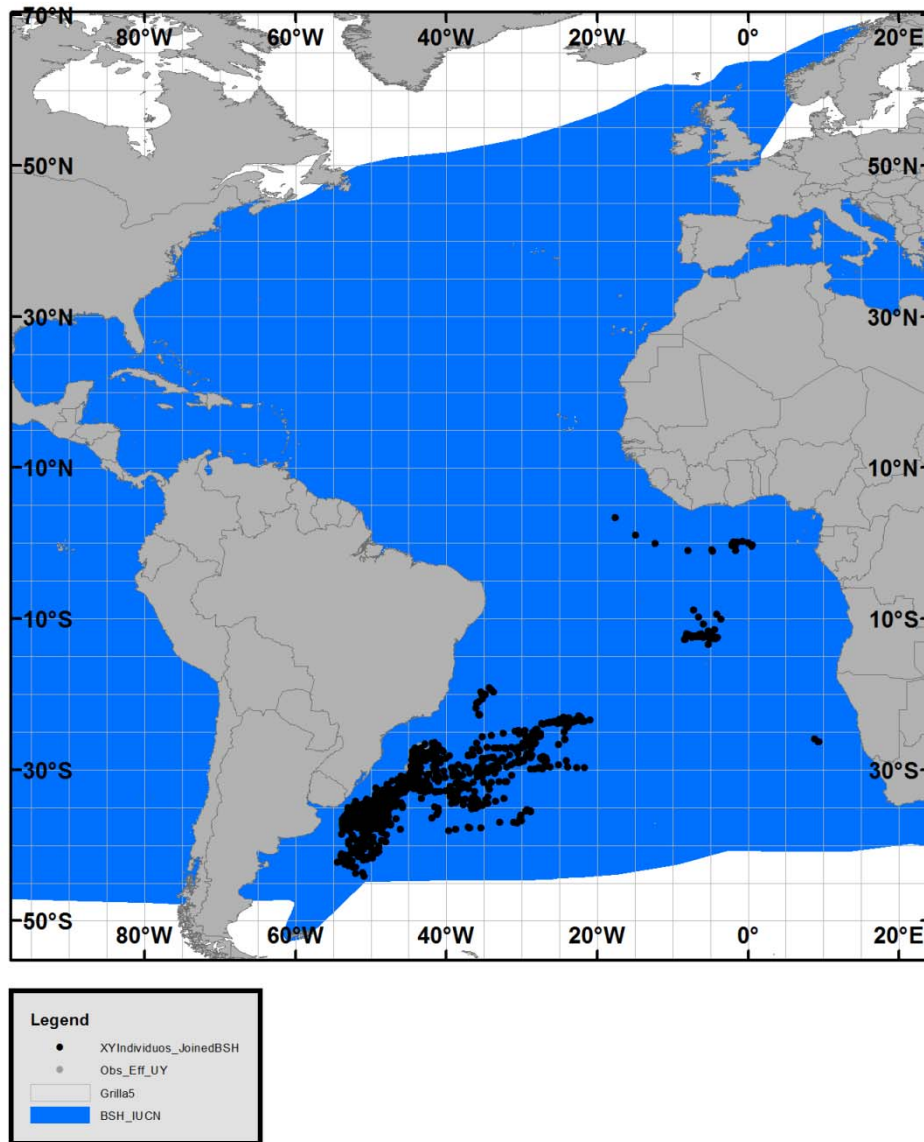 70°N
80°W 60°W 40°W 20°W 0° 20°E
50°N 50°N
30°N 30°N
10°N 10°N
10°S 10°S
30°S 30°S
50°S
80°W 60°W 40°W 20°W 0° 20°E
Legend
XYIndividuos_JoinedBSH
Obs_Eff_UY
Grilla5
BSH_IUCN